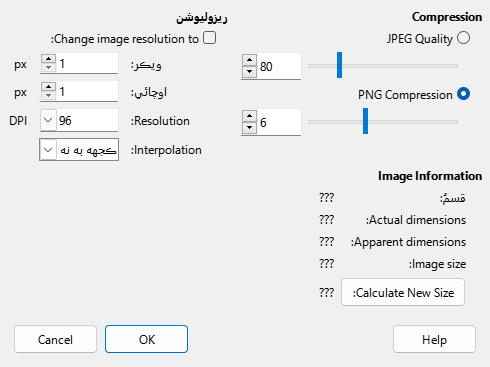 Compression
JPEG Quality
80
PNG Compression
6
Image Information
قسمُ: ???
Actual dimensions: ???
Apparent dimensions: ???
Image size: ???
Calculate New Size: ???
ريزوليوشن
Change image resolution to:
ويڪر: 1 px
اوچائي: 1 px
Resolution: 96 DPI
Interpolation: ڪجهه به نه
Help
OK
Cancel